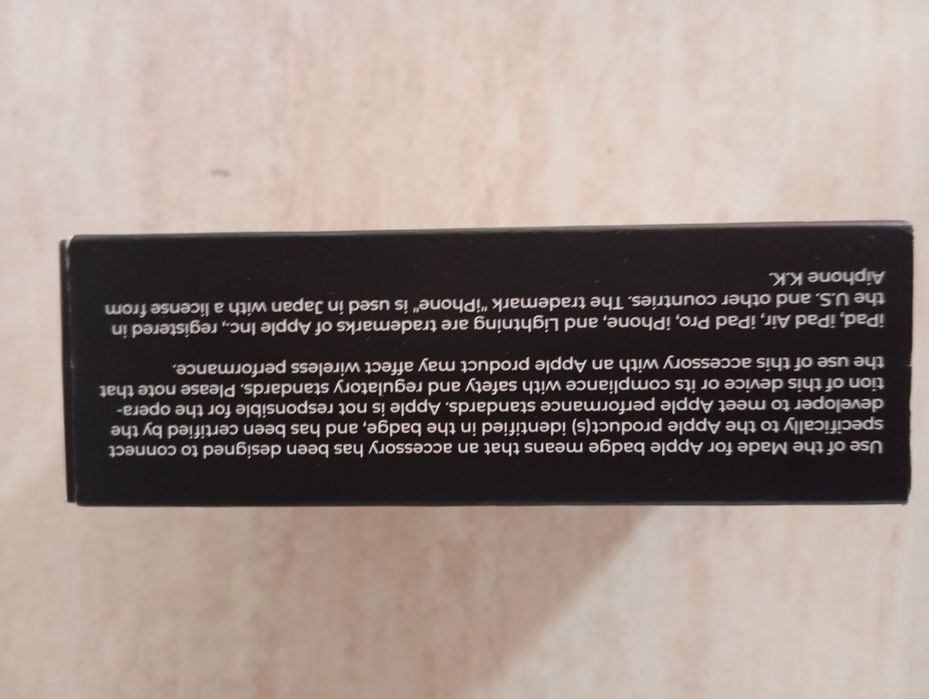 Use of the Made for Apple badge means that an accessory has been designed to connect
specifically to the Apple product(s) identified in the badge, and has been certified by the
developer to meet Apple performance standards. Apple is not responsible for the opera-
tion of this device or its compliance with safety and regulatory standards. Please note that
the use of this accessory with an Apple product may affect wireless performance.
iPad, iPad Air, iPad Pro, iPhone, and Lightning are trademarks of Apple Inc., registered in
the U.S. and other countries. The trademark "iPhone" is used in Japan with a license from
Aiphone K.K.